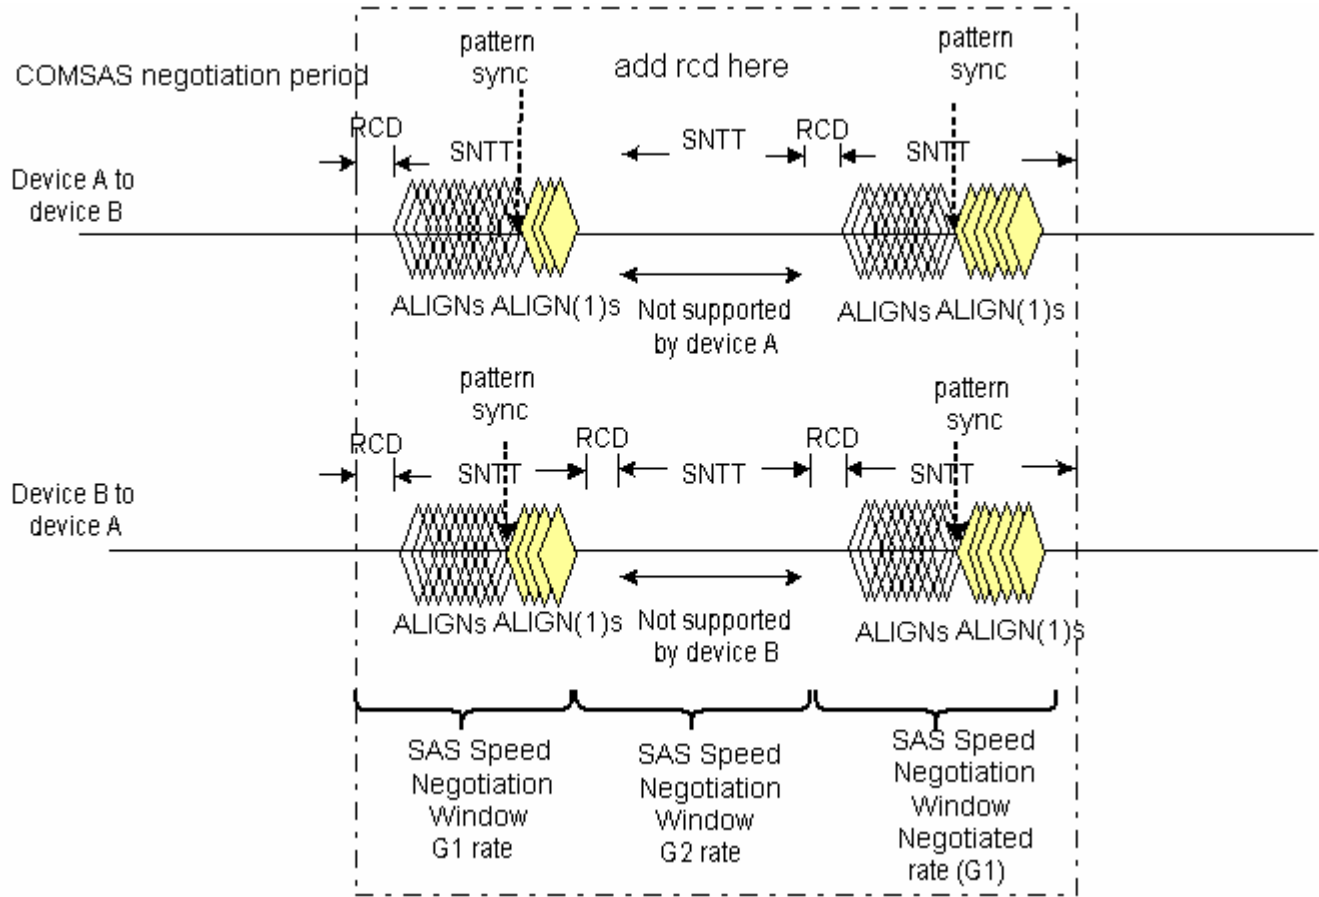 pattern
sync
pattern
sync
COMSAS negotiation period
add rcd here
RCD
SNTT
SNTT
RCD
SNTT
Device A to
device B
ALIGNs ALIGN(1)s
Not supported
by device A
ALIGNs ALIGN(1)s
pattern
sync
pattern
sync
RCD
SNTT
RCD
SNTT
RCD
SNTT
Device B to
device A
ALIGNs ALIGN(1)s
Not supported
by device B
ALIGNs ALIGN(1)s
SAS Speed
Negotiation
Window
G1 rate
SAS Speed
Negotiation
Window
G2 rate
SAS Speed
Negotiation
Window
Negotiated
rate (G1)